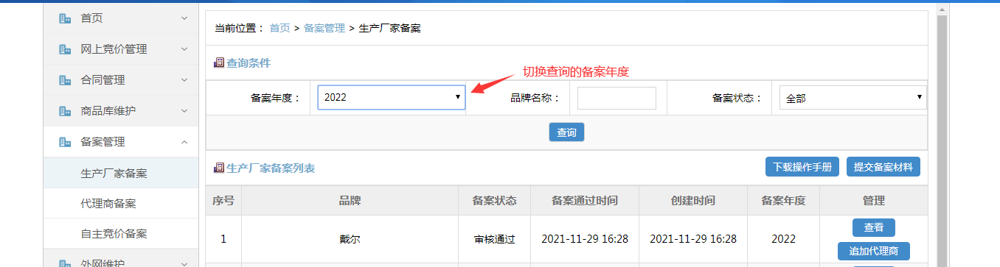 首页
网上竞价管理
合同管理
商品库维护
备案管理
生产厂家备案
代理商备案
自主竞价备案
外网维护
当前位置： 首页 > 备案管理 > 生产厂家备案
查询条件
切换查询的备案年度
备案年度： 2022 品牌名称： 备案状态： 全部
查询
生产厂家备案列表 下载操作手册 提交备案材料
序号 品牌 备案状态 备案通过时间 创建时间 备案年度 管理
1 戴尔 审核通过 2021-11-29 16:28 2021-11-29 16:28 2022 查看
追加代理商